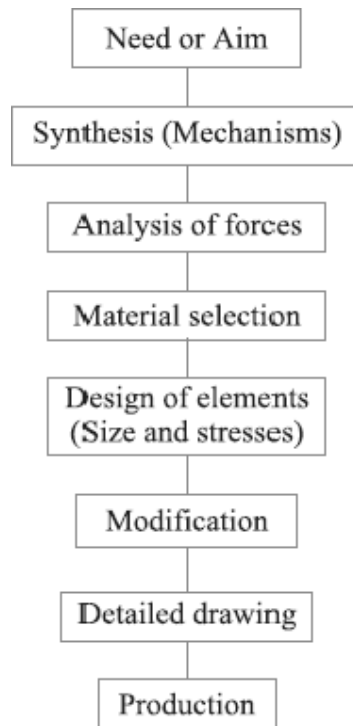 Need or Aim
Synthesis (Mechanisms)
Analysis of forces
Material selection
Design of elements
(Size and stresses)
Modification
Detailed drawing
Production